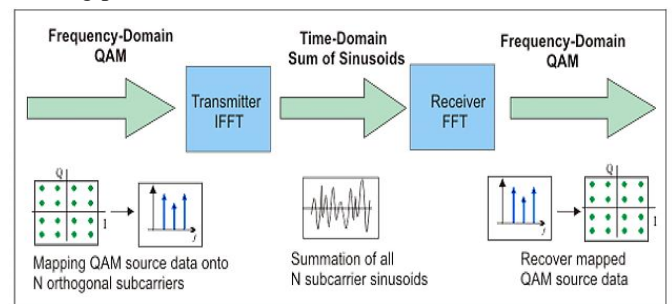 Frequency-Domain
QAM
Time-Domain
Sum of Sinusoids
Frequency-Domain
QAM
Transmitter
IFFT
Receiver
FFT
Q
I
f
Mapping QAM source data onto
N orthogonal subcarriers
Summation of all
N subcarrier sinusoids
f
Q
I
Recover mapped
QAM source data